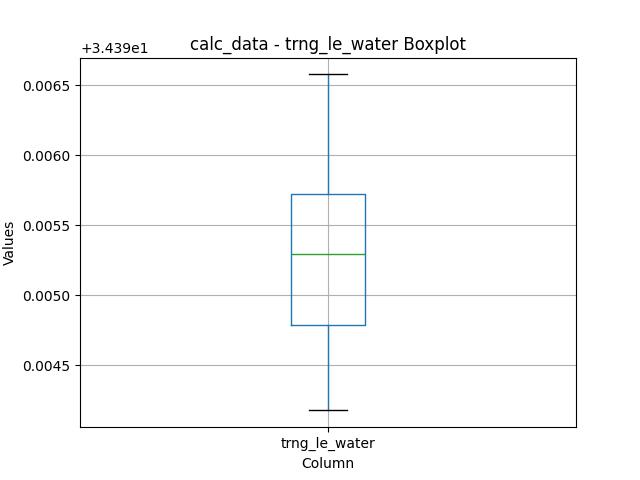 calc_data - trng_le_water Boxplot
+3.439e1
0.0065
0.0060
0.0055
0.0050
0.0045
Values
trng_le_water
Column